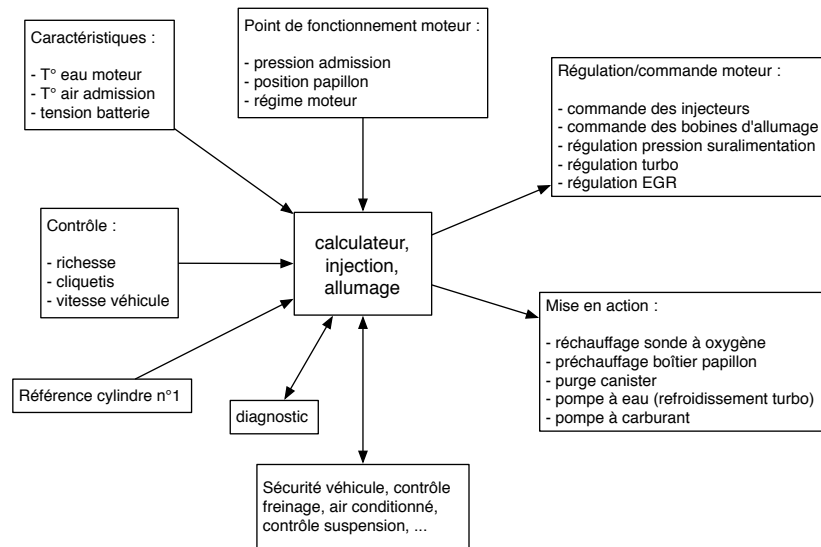 Caractéristiques :
- T° eau moteur
- T° air admission
- tension batterie
Point de fonctionnement moteur :
- pression admission
- position papillon
- régime moteur
Régulation/commande moteur :
- commande des injecteurs
- commande des bobines d'allumage
- régulation pression suralimentation
- régulation turbo
- régulation EGR
Contrôle :
- richesse
- cliquetis
- vitesse véhicule
calculateur,
injection,
allumage
Mise en action :
- réchauffage sonde à oxygène
- préchauffage boîtier papillon
- purge canister
- pompe à eau (refroidissement turbo)
- pompe à carburant
Référence cylindre n°1
diagnostic
Sécurité véhicule, contrôle
freinage, air conditionné,
contrôle suspension, ...